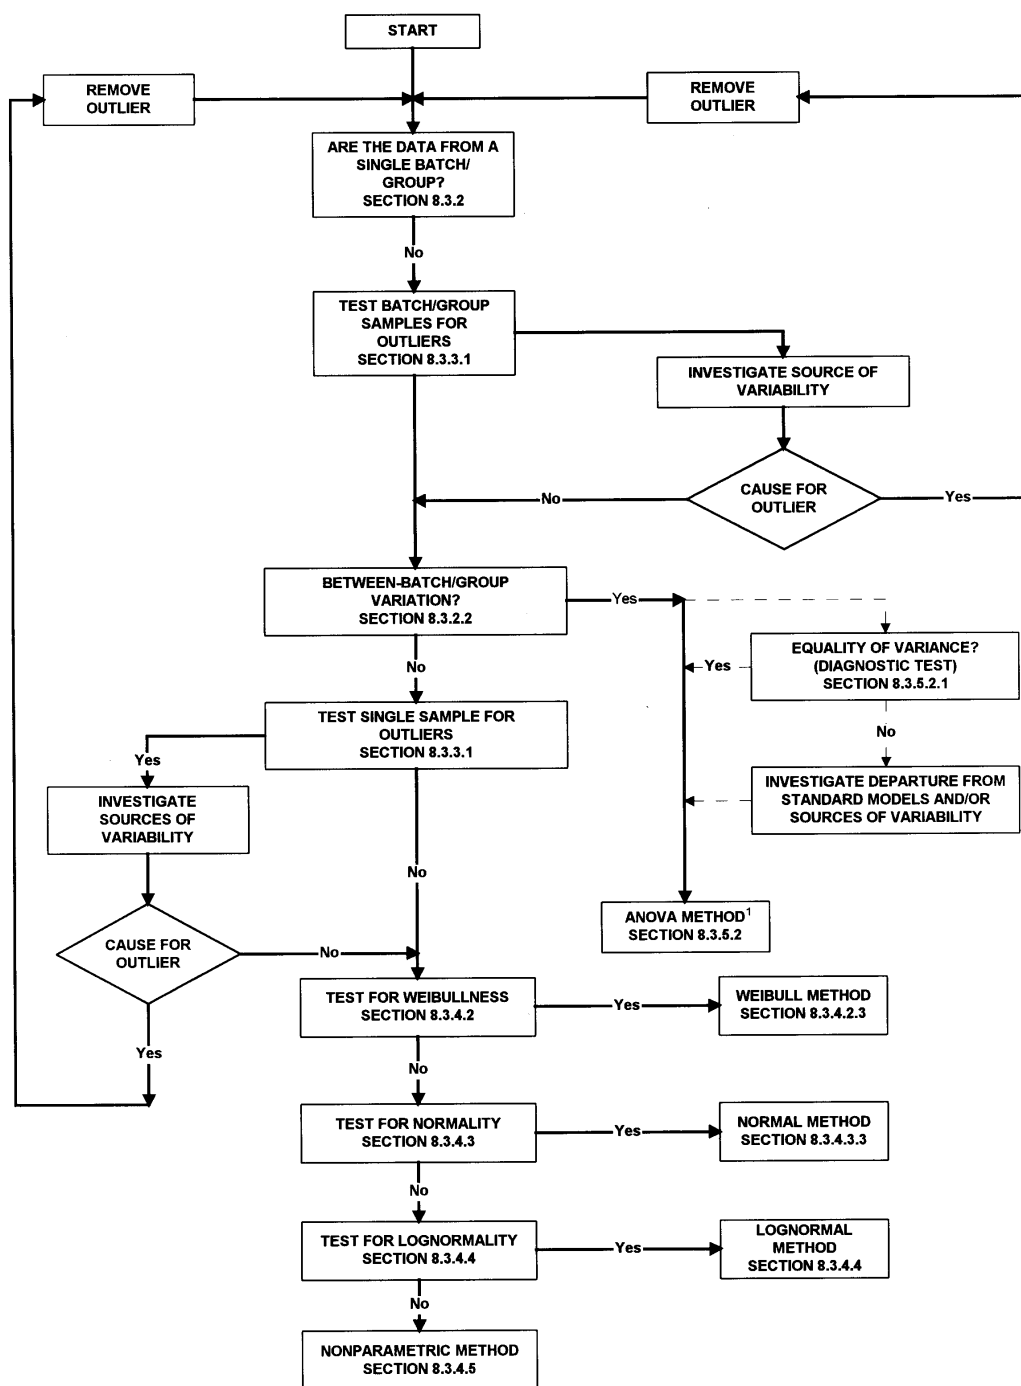 START
REMOVE
OUTLIER
REMOVE
OUTLIER
ARE THE DATA FROM A
SINGLE BATCH/
GROUP?
SECTION 8.3.2
No
TEST BATCH/GROUP
SAMPLES FOR
OUTLIERS
SECTION 8.3.3.1
INVESTIGATE SOURCE OF
VARIABILITY
CAUSE FOR
OUTLIER
No
Yes
BETWEEN-BATCH/GROUP
VARIATION?
SECTION 8.3.2.2
Yes
EQUALITY OF VARIANCE?
(DIAGNOSTIC TEST)
SECTION 8.3.5.2.1
Yes
No
No
TEST SINGLE SAMPLE FOR
OUTLIERS
SECTION 8.3.3.1
Yes
INVESTIGATE
SOURCES OF
VARIABILITY
INVESTIGATE DEPARTURE FROM
STANDARD MODELS AND/OR
SOURCES OF VARIABILITY
No
ANOVA METHOD¹
SECTION 8.3.5.2
CAUSE FOR
OUTLIER
No
Yes
TEST FOR WEIBULLNESS
SECTION 8.3.4.2
Yes
WEIBULL METHOD
SECTION 8.3.4.2.3
No
TEST FOR NORMALITY
SECTION 8.3.4.3
Yes
NORMAL METHOD
SECTION 8.3.4.3.3
No
TEST FOR LOGNORMALITY
SECTION 8.3.4.4
Yes
LOGNORMAL
METHOD
SECTION 8.3.4.4
No
NONPARAMETRIC METHOD
SECTION 8.3.4.5